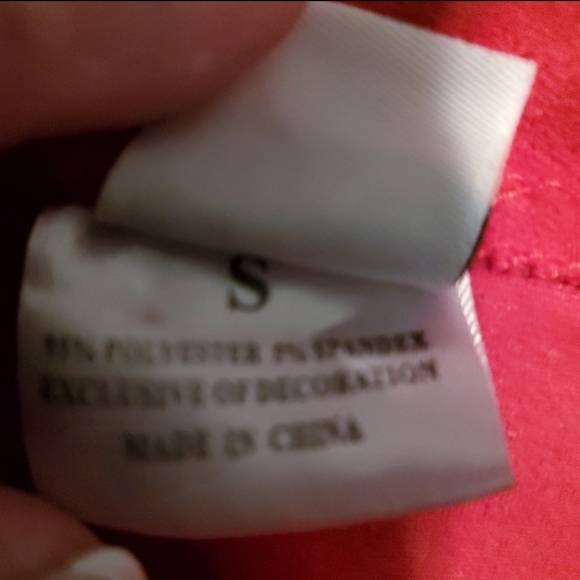 S
95% POLYESTER 5% SPANDEX
EXCLUSIVE OF DECORATION
MADE IN CHINA